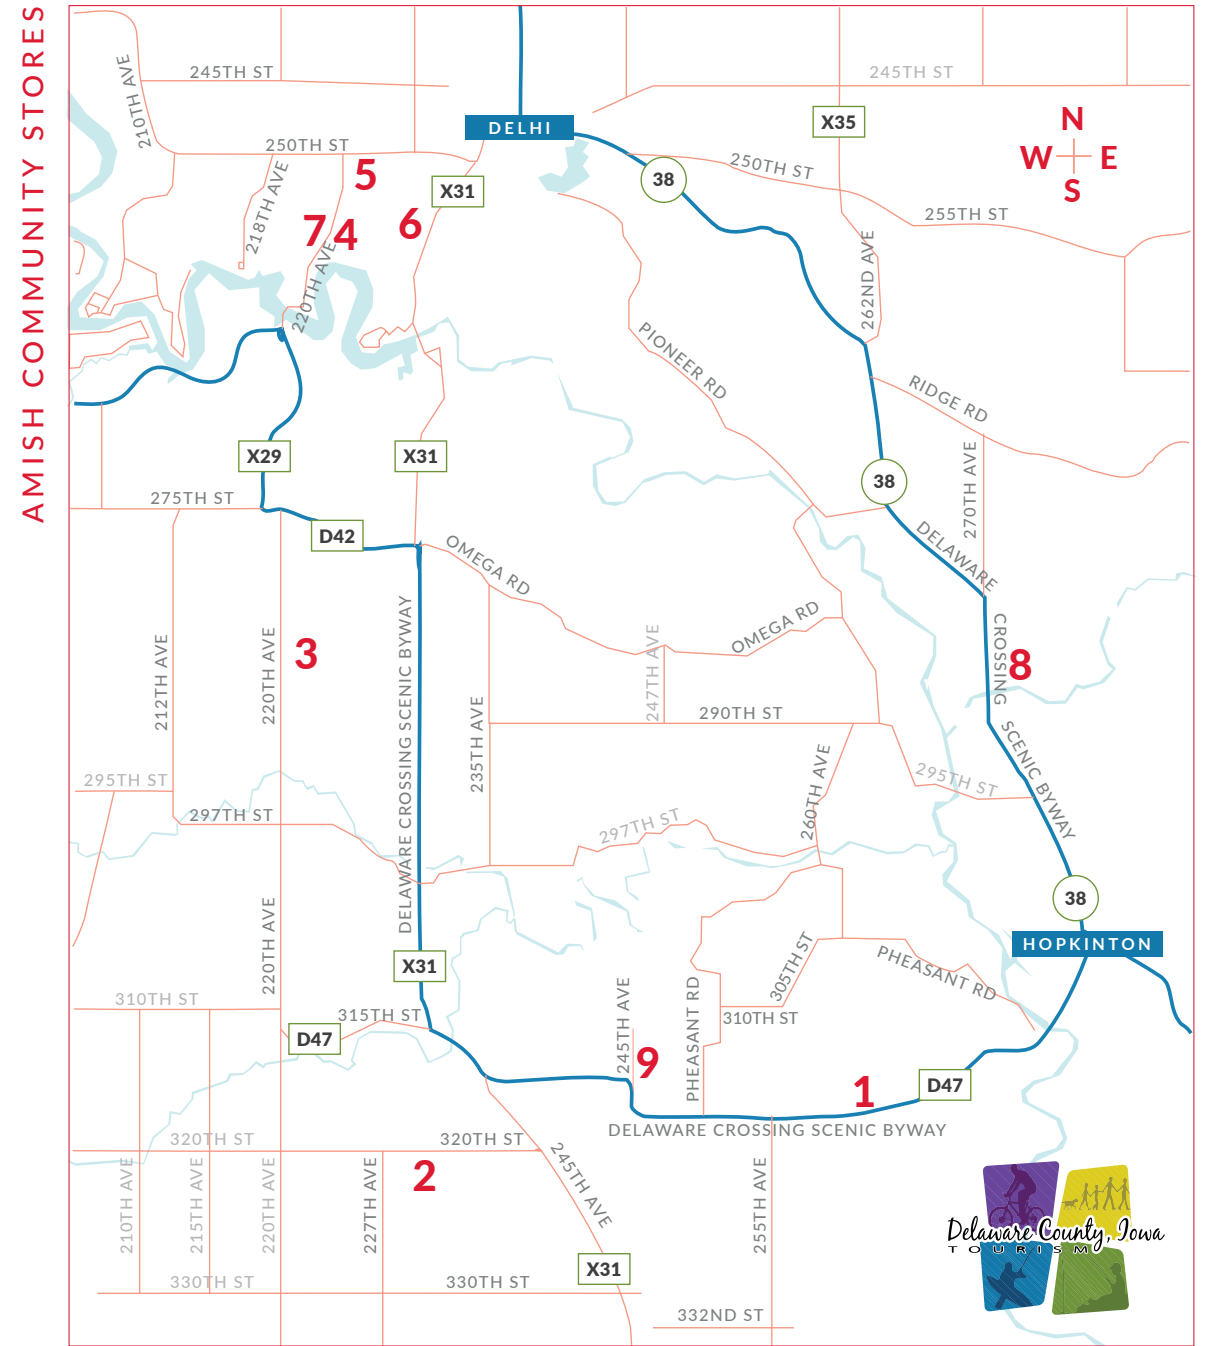 AMISH COMMUNITY STORES
245TH ST
245TH ST
210TH AVE
DELHI
X35
N
W E
S
250TH ST
250TH ST
5
X31
38
218TH AVE
7
4
6
255TH ST
220TH AVE
262ND AVE
PIONEER RD
RIDGE RD
X29
X31
38
270TH AVE
275TH ST
D42
OMEGA RD
DELAWARE
CROSSING
SCENIC BYWAY
OMEGA RD
212TH AVE
220TH AVE
3
DELAWARE CROSSING SCENIC BYWAY
247TH AVE
8
235TH AVE
290TH ST
295TH ST
260TH AVE
295TH ST
297TH ST
297TH ST
38
220TH AVE
HOPKINTON
X31
305TH ST
PHEASANT RD
310TH ST
315TH ST
245TH AVE
PHEASANT RD
310TH ST
D47
9
1
D47
DELAWARE CROSSING SCENIC BYWAY
320TH ST
320TH ST
210TH AVE
215TH AVE
220TH AVE
227TH AVE
2
245TH AVE
255TH AVE
Delaware County, Iowa
TOURISM
X31
330TH ST
330TH ST
332ND ST